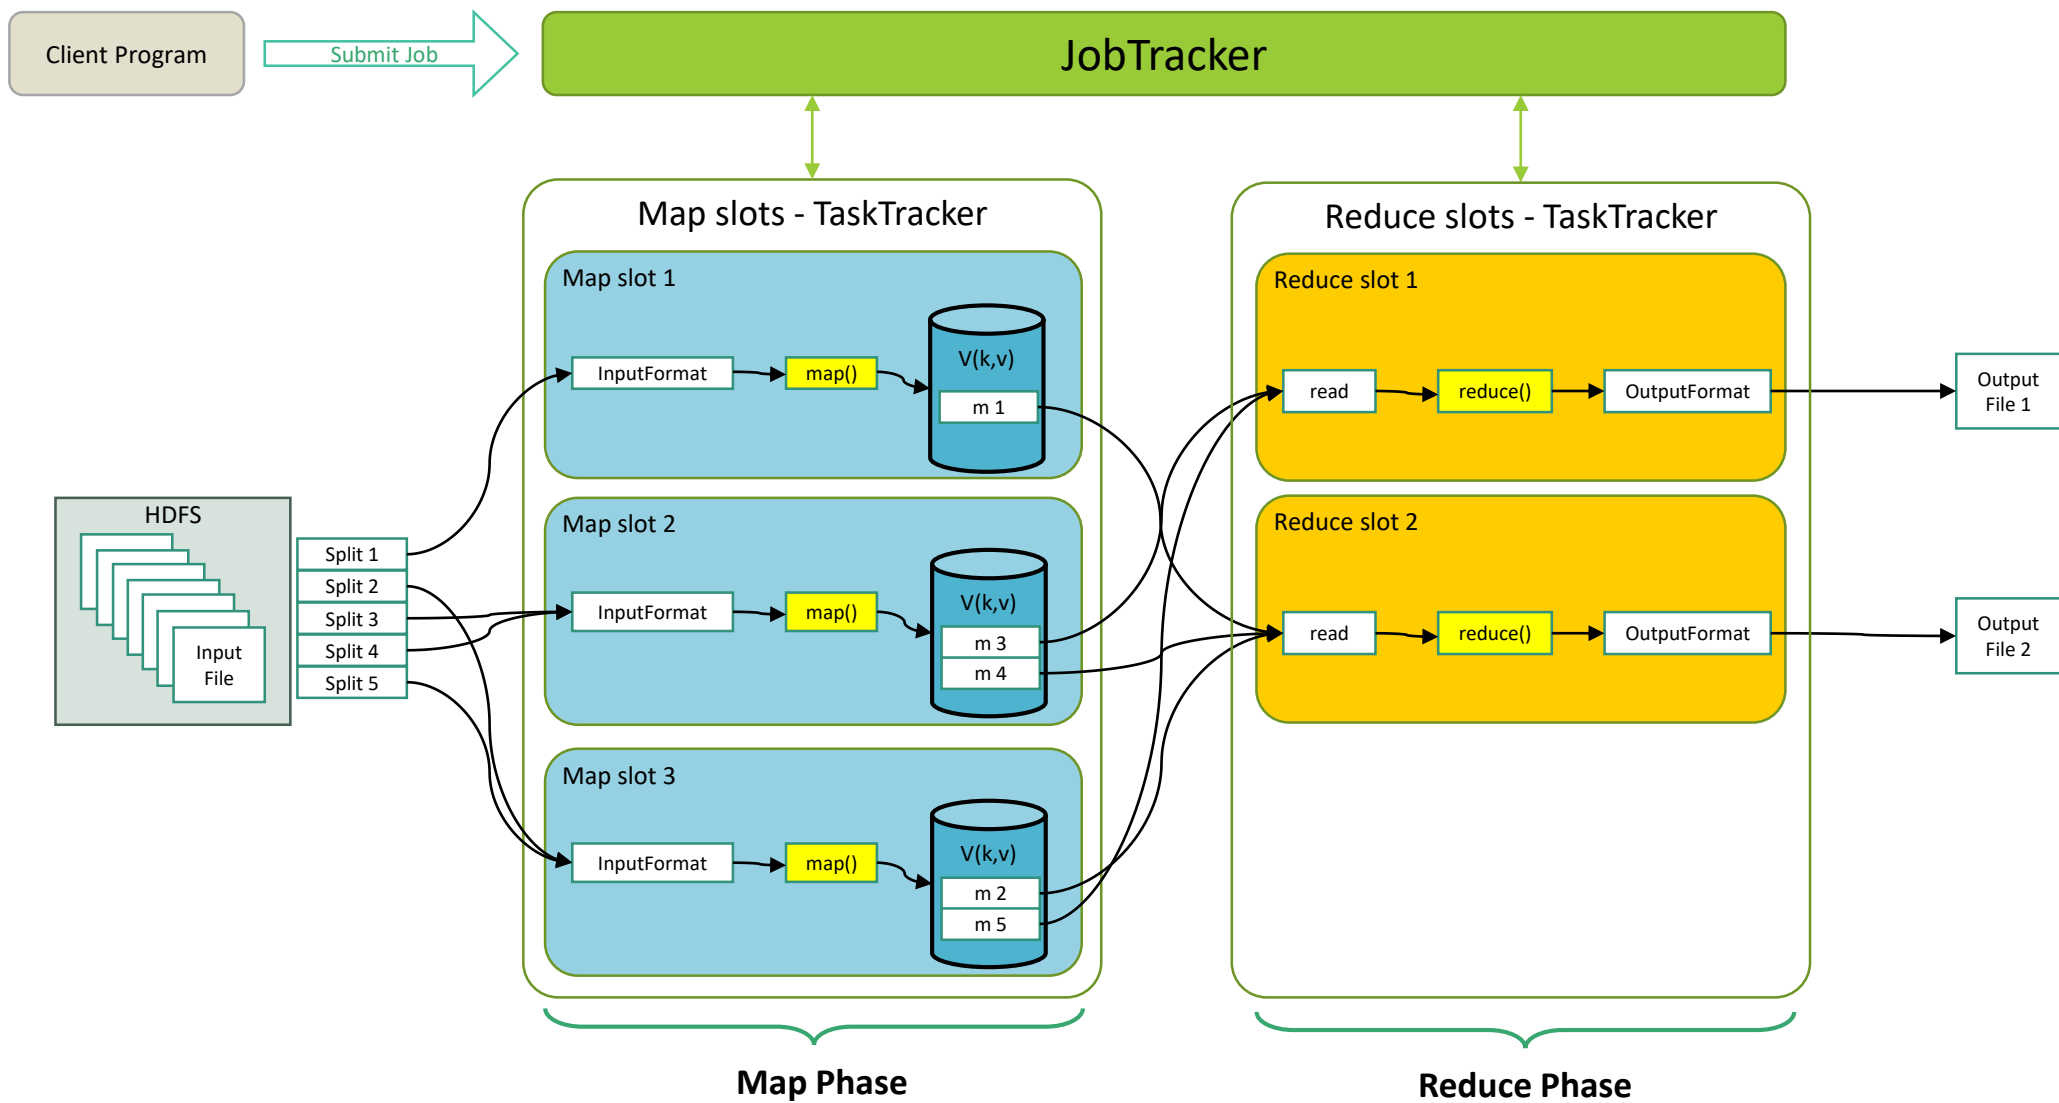 Client Program
Submit Job
JobTracker
Map slots - TaskTracker
Reduce slots - TaskTracker
Map slot 1
InputFormat
map()
V(k,v)
m 1
Reduce slot 1
read
reduce()
OutputFormat
Output
File 1
HDFS
Input
File
Split 1
Split 2
Split 3
Split 4
Split 5
Map slot 2
InputFormat
map()
V(k,v)
m 3
m 4
Reduce slot 2
read
reduce()
OutputFormat
Output
File 2
Map slot 3
InputFormat
map()
V(k,v)
m 2
m 5
Map Phase
Reduce Phase